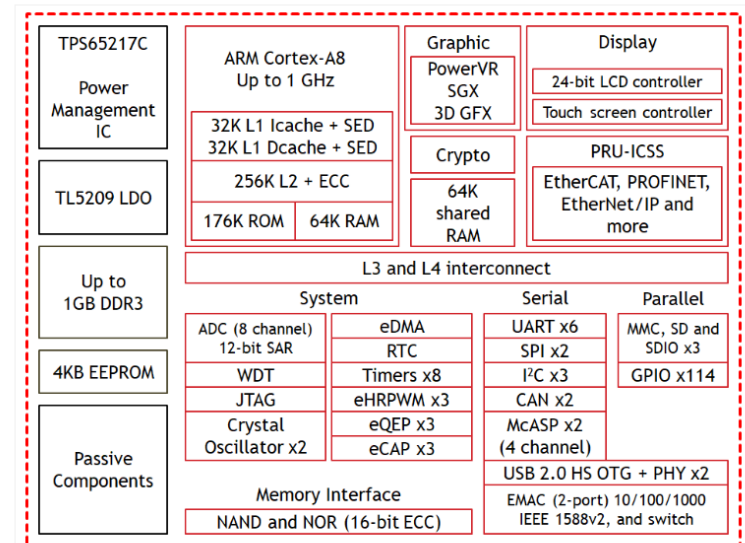 TPS65217C
Power
Management
IC
TL5209 LDO
Up to
1GB DDR3
4KB EEPROM
Passive
Components
ARM Cortex-A8
Up to 1 GHz
32K L1 Icache + SED
32K L1 Dcache + SED
256K L2 + ECC
176K ROM
64K RAM
Graphic
PowerVR
SGX
3D GFX
Crypto
64K
shared
RAM
Display
24-bit LCD controller
Touch screen controller
PRU-ICSS
EtherCAT, PROFINET,
EtherNet/IP and
more
L3 and L4 interconnect
System
ADC (8 channel)
12-bit SAR
WDT
JTAG
Crystal
Oscillator x2
eDMA
RTC
Timers x8
eHRPWM x3
eQEP x3
eCAP x3
Memory Interface
NAND and NOR (16-bit ECC)
Serial
UART x6
SPI x2
I²C x3
CAN x2
McASP x2
(4 channel)
USB 2.0 HS OTG + PHY x2
EMAC (2-port) 10/100/1000
IEEE 1588v2, and switch
Parallel
MMC, SD and
SDIO x3
GPIO x114